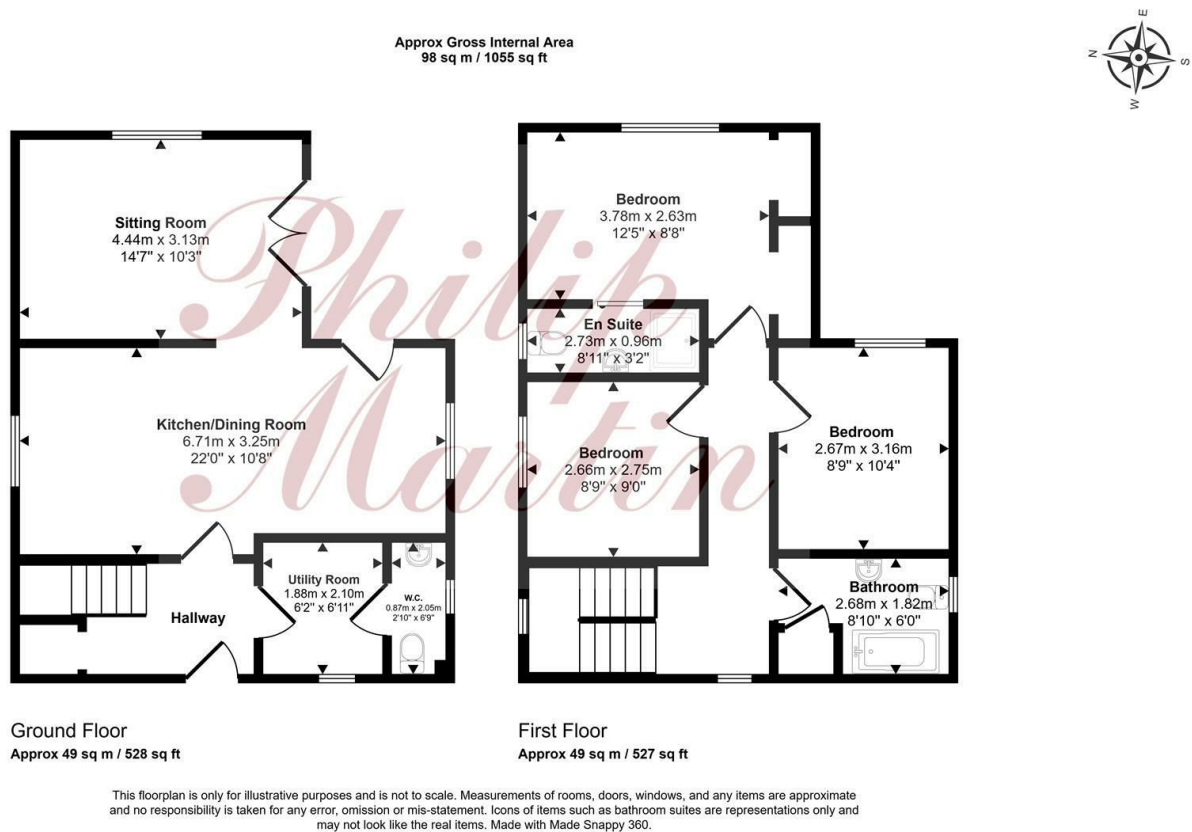 Approx Gross Internal Area
98 sq m / 1055 sq ft
E
N
S
W
Sitting Room
4.44m x 3.13m
14'7" x 10'3"
Kitchen/Dining Room
6.71m x 3.25m
22'0" x 10'8"
Utility Room
1.88m x 2.10m
6'2" x 6'11"
W.C.
0.87m x 2.05m
2'10" x 6'9"
Hallway
Bedroom
3.78m x 2.63m
12'5" x 8'8"
En Suite
2.73m x 0.96m
8'11" x 3'2"
Bedroom
2.66m x 2.75m
8'9" x 9'0"
Bedroom
2.67m x 3.16m
8'9" x 10'4"
Bathroom
2.68m x 1.82m
8'10" x 6'0"
Philip
Martin
Ground Floor
Approx 49 sq m / 528 sq ft
First Floor
Approx 49 sq m / 527 sq ft
This floorplan is only for illustrative purposes and is not to scale. Measurements of rooms, doors, windows, and any items are approximate
and no responsibility is taken for any error, omission or mis-statement. Icons of items such as bathroom suites are representations only and
may not look like the real items. Made with Made Snappy 360.